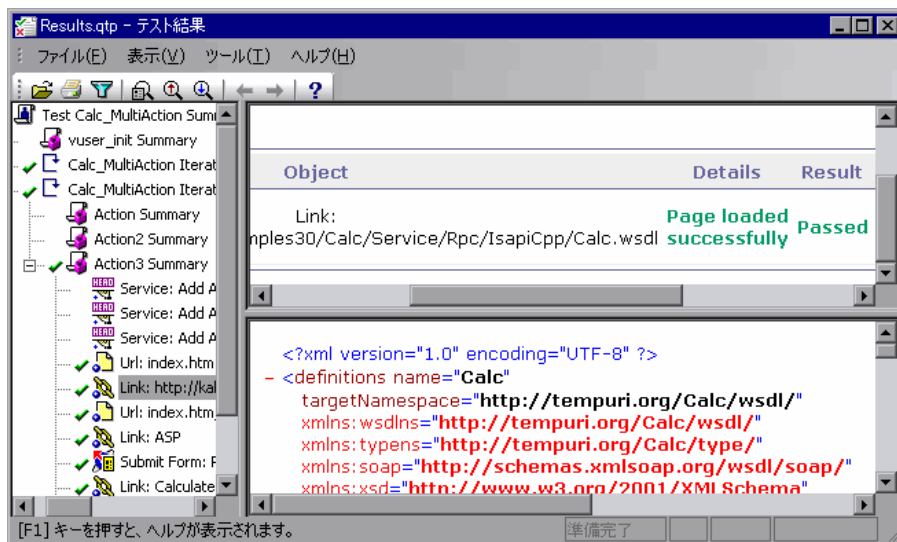 Results.qtp - テスト結果
ファイル(F) 表示(V) ツール(T) ヘルプ(H)
?
Test Calc_MultiAction Sum
vuser_init Summary
Calc_MultiAction Iterat
Calc_MultiAction Iterat
Action Summary
Action2 Summary
Action3 Summary
HERD Service: Add A
HERD Service: Add A
HERD Service: Add A
Url: index.htm
Link: http://kal
Url: index.htm
Link: ASP
Submit Form: F
Link: Calculate
Object Details Result
Link:
nples30/Calc/Service/Rpc/IsapiCpp/Calc.wsdl
Page loaded
successfully
Passed
<?xml version="1.0" encoding="UTF-8" ?>
- <definitions name="Calc"
targetNamespace="http://tempuri.org/Calc/wsdl/"
xmlns:wsdlns="http://tempuri.org/Calc/wsdl/"
xmlns:typens="http://tempuri.org/Calc/type/"
xmlns:soap="http://schemas.xmlsoap.org/wsdl/soap/"
xmlns:xsd="http://www.w3.org/2001/XMLSchema"
[F1] キーを押すと、ヘルプが表示されます。
準備完了